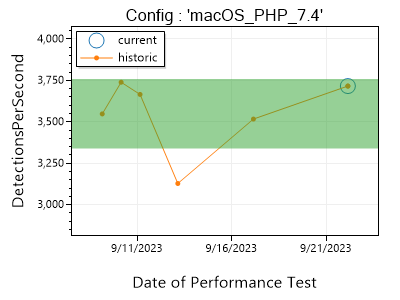 Config : 'macOS_PHP_7.4'
current
historic
4,000
3,750
3,500
3,250
3,000
DetectionsPerSecond
9/11/2023 9/16/2023 9/21/2023
Date of Performance Test